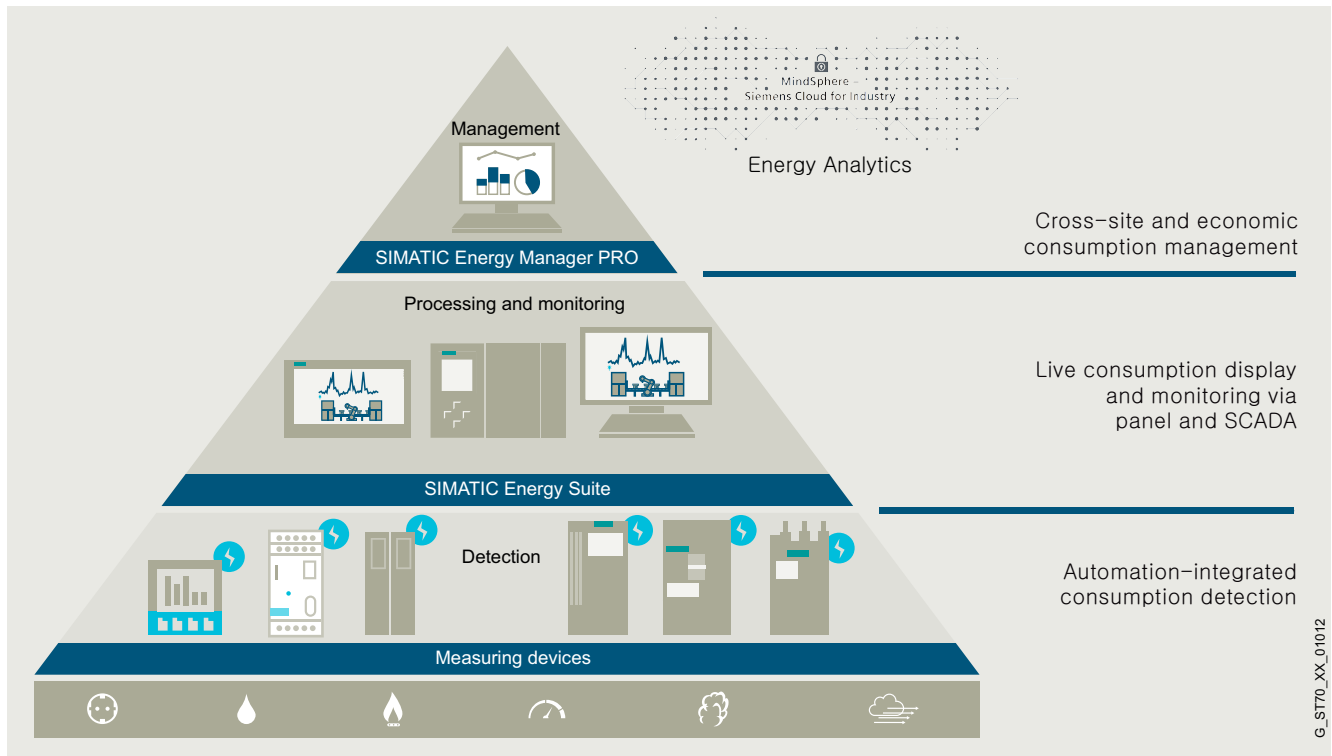 MindSphere –
Siemens Cloud for Industry
Energy Analytics
Management
SIMATIC Energy Manager PRO
Cross-site and economic
consumption management
Processing and monitoring
Live consumption display
and monitoring via
panel and SCADA
SIMATIC Energy Suite
Detection
Automation-integrated
consumption detection
Measuring devices
G_ST70_XX_01012